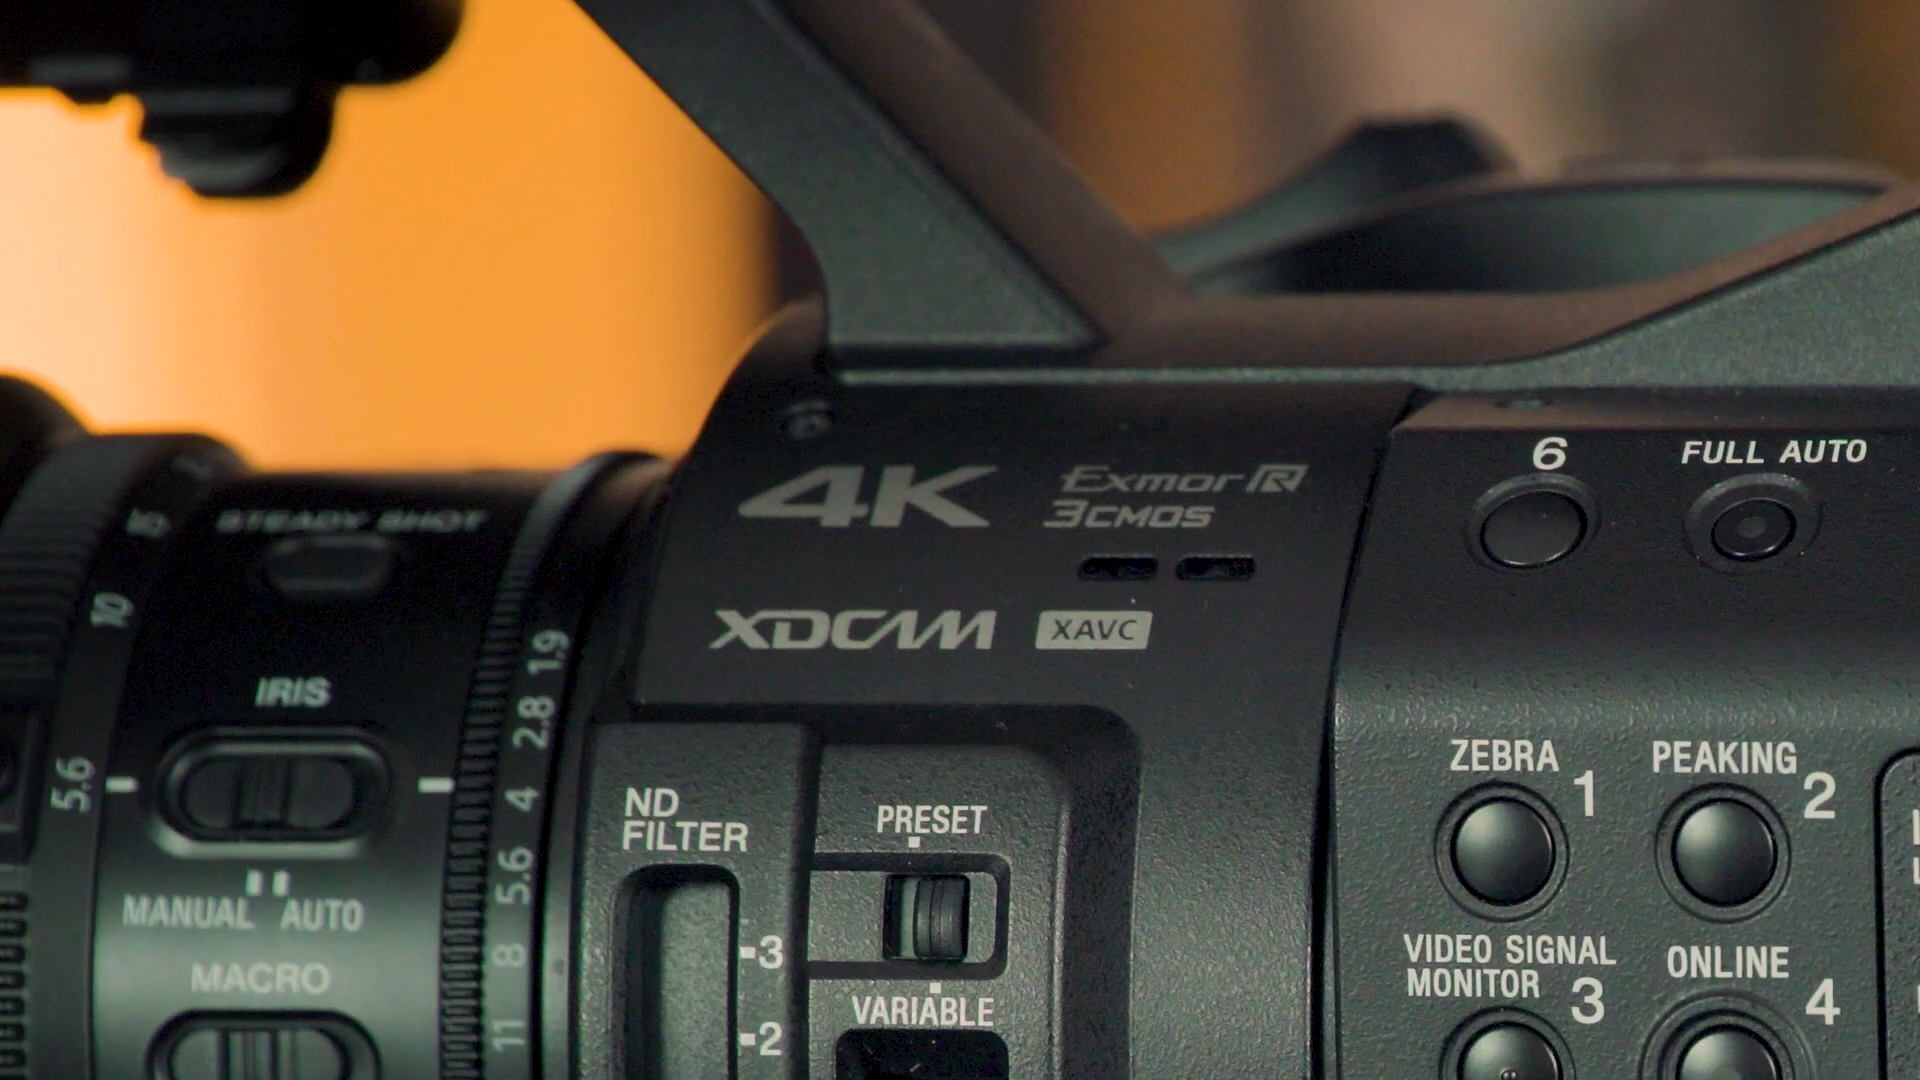 4K
Exmor R
3CMOS
XDCAM
XAVC
6
FULL AUTO
STEADY SHOT
10
5.6
IRIS
MANUAL AUTO
MACRO
1.9
2.8
4
5.6
8
11
ND
FILTER
3
2
PRESET
VARIABLE
ZEBRA
1
PEAKING
2
VIDEO SIGNAL
MONITOR
3
ONLINE
4